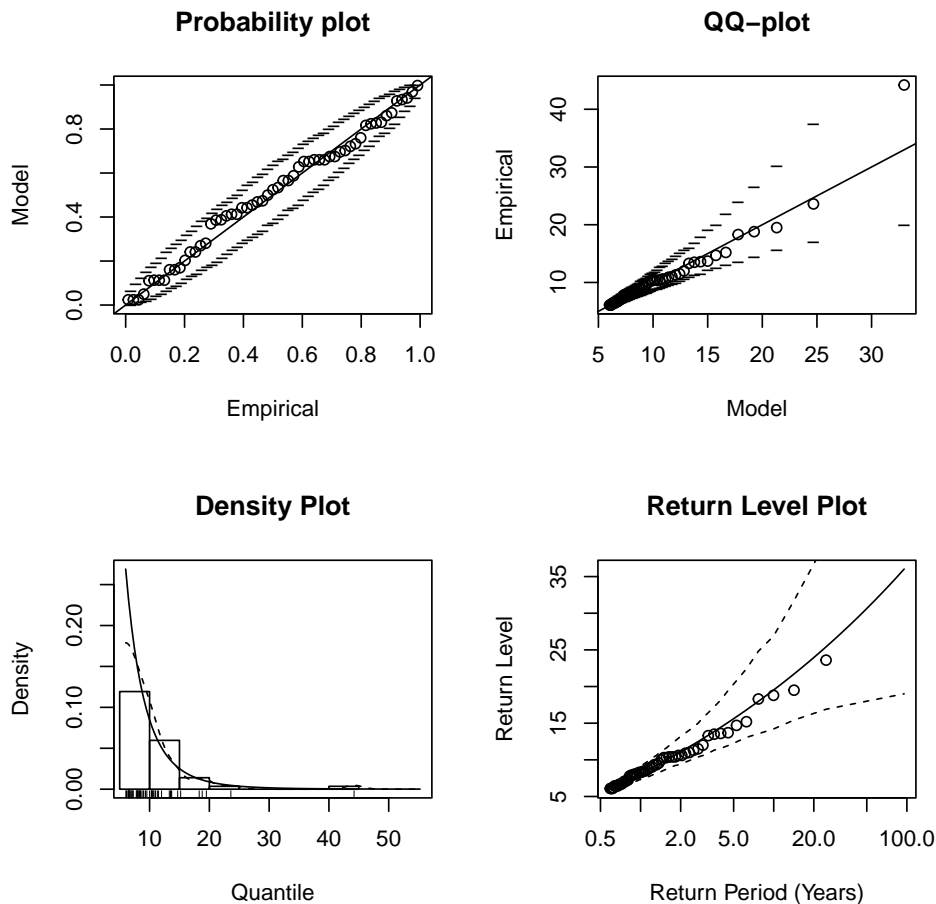 Probability plot
Model
0.0 0.4 0.8
0.0 0.2 0.4 0.6 0.8 1.0
Empirical
QQ−plot
Empirical
10 20 30 40
5 10 15 20 25 30
Model
Density Plot
Density
0.00 0.10 0.20
10 20 30 40 50
Quantile
Return Level Plot
Return Level
5 15 25 35
0.5 2.0 5.0 20.0 100.0
Return Period (Years)